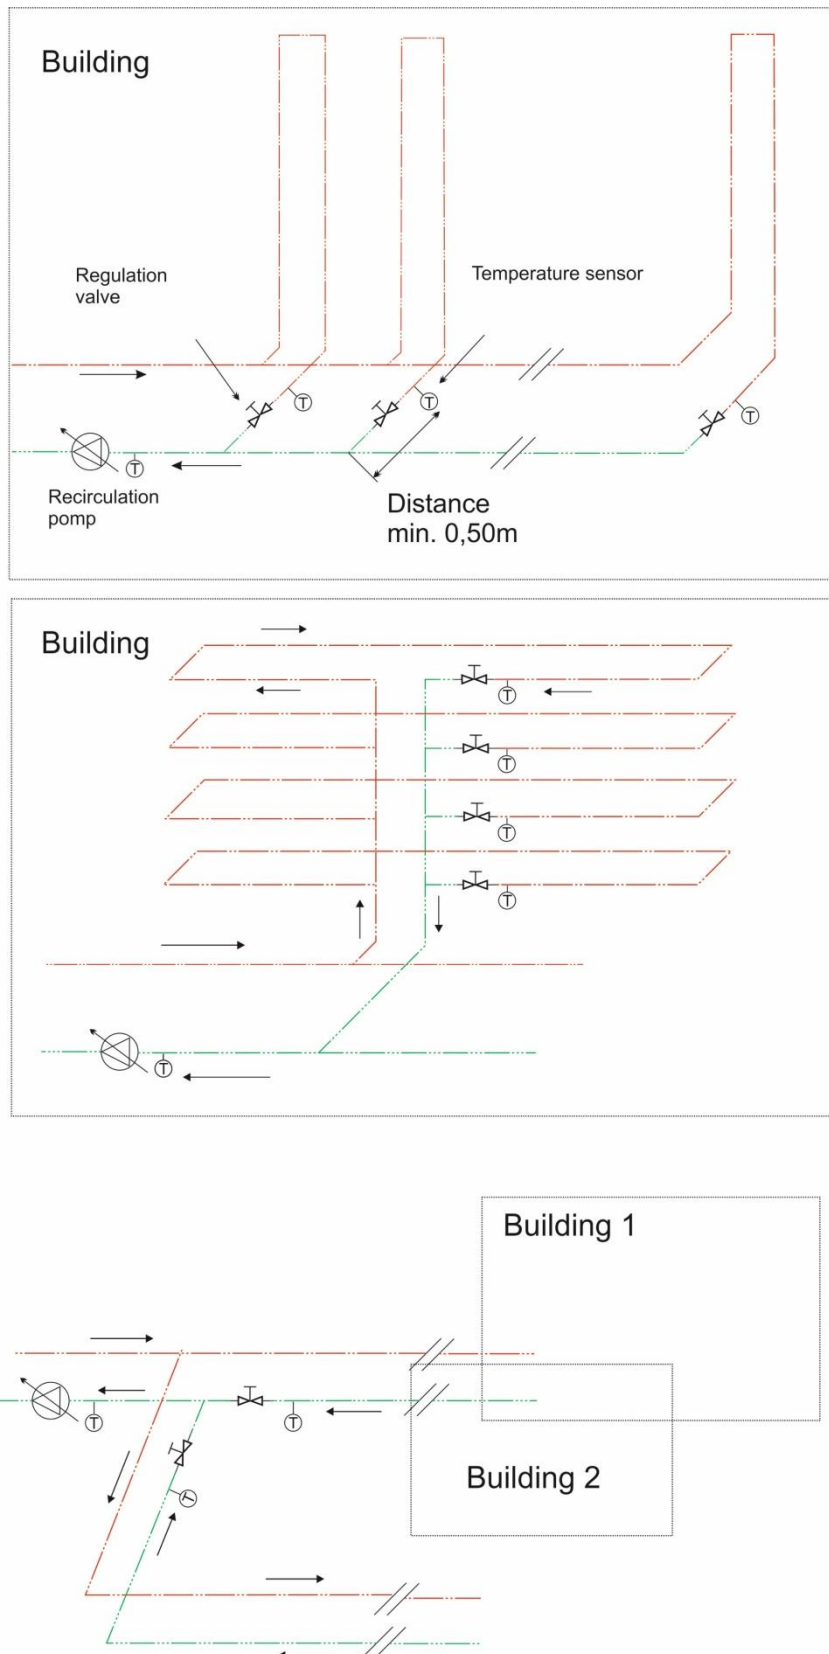 Building
Regulation
valve
Temperature sensor
T
T
T
T
Recirculation
pomp
Distance
min. 0,50m
Building
T
T
T
T
T
Building 1
T
T
T
Building 2